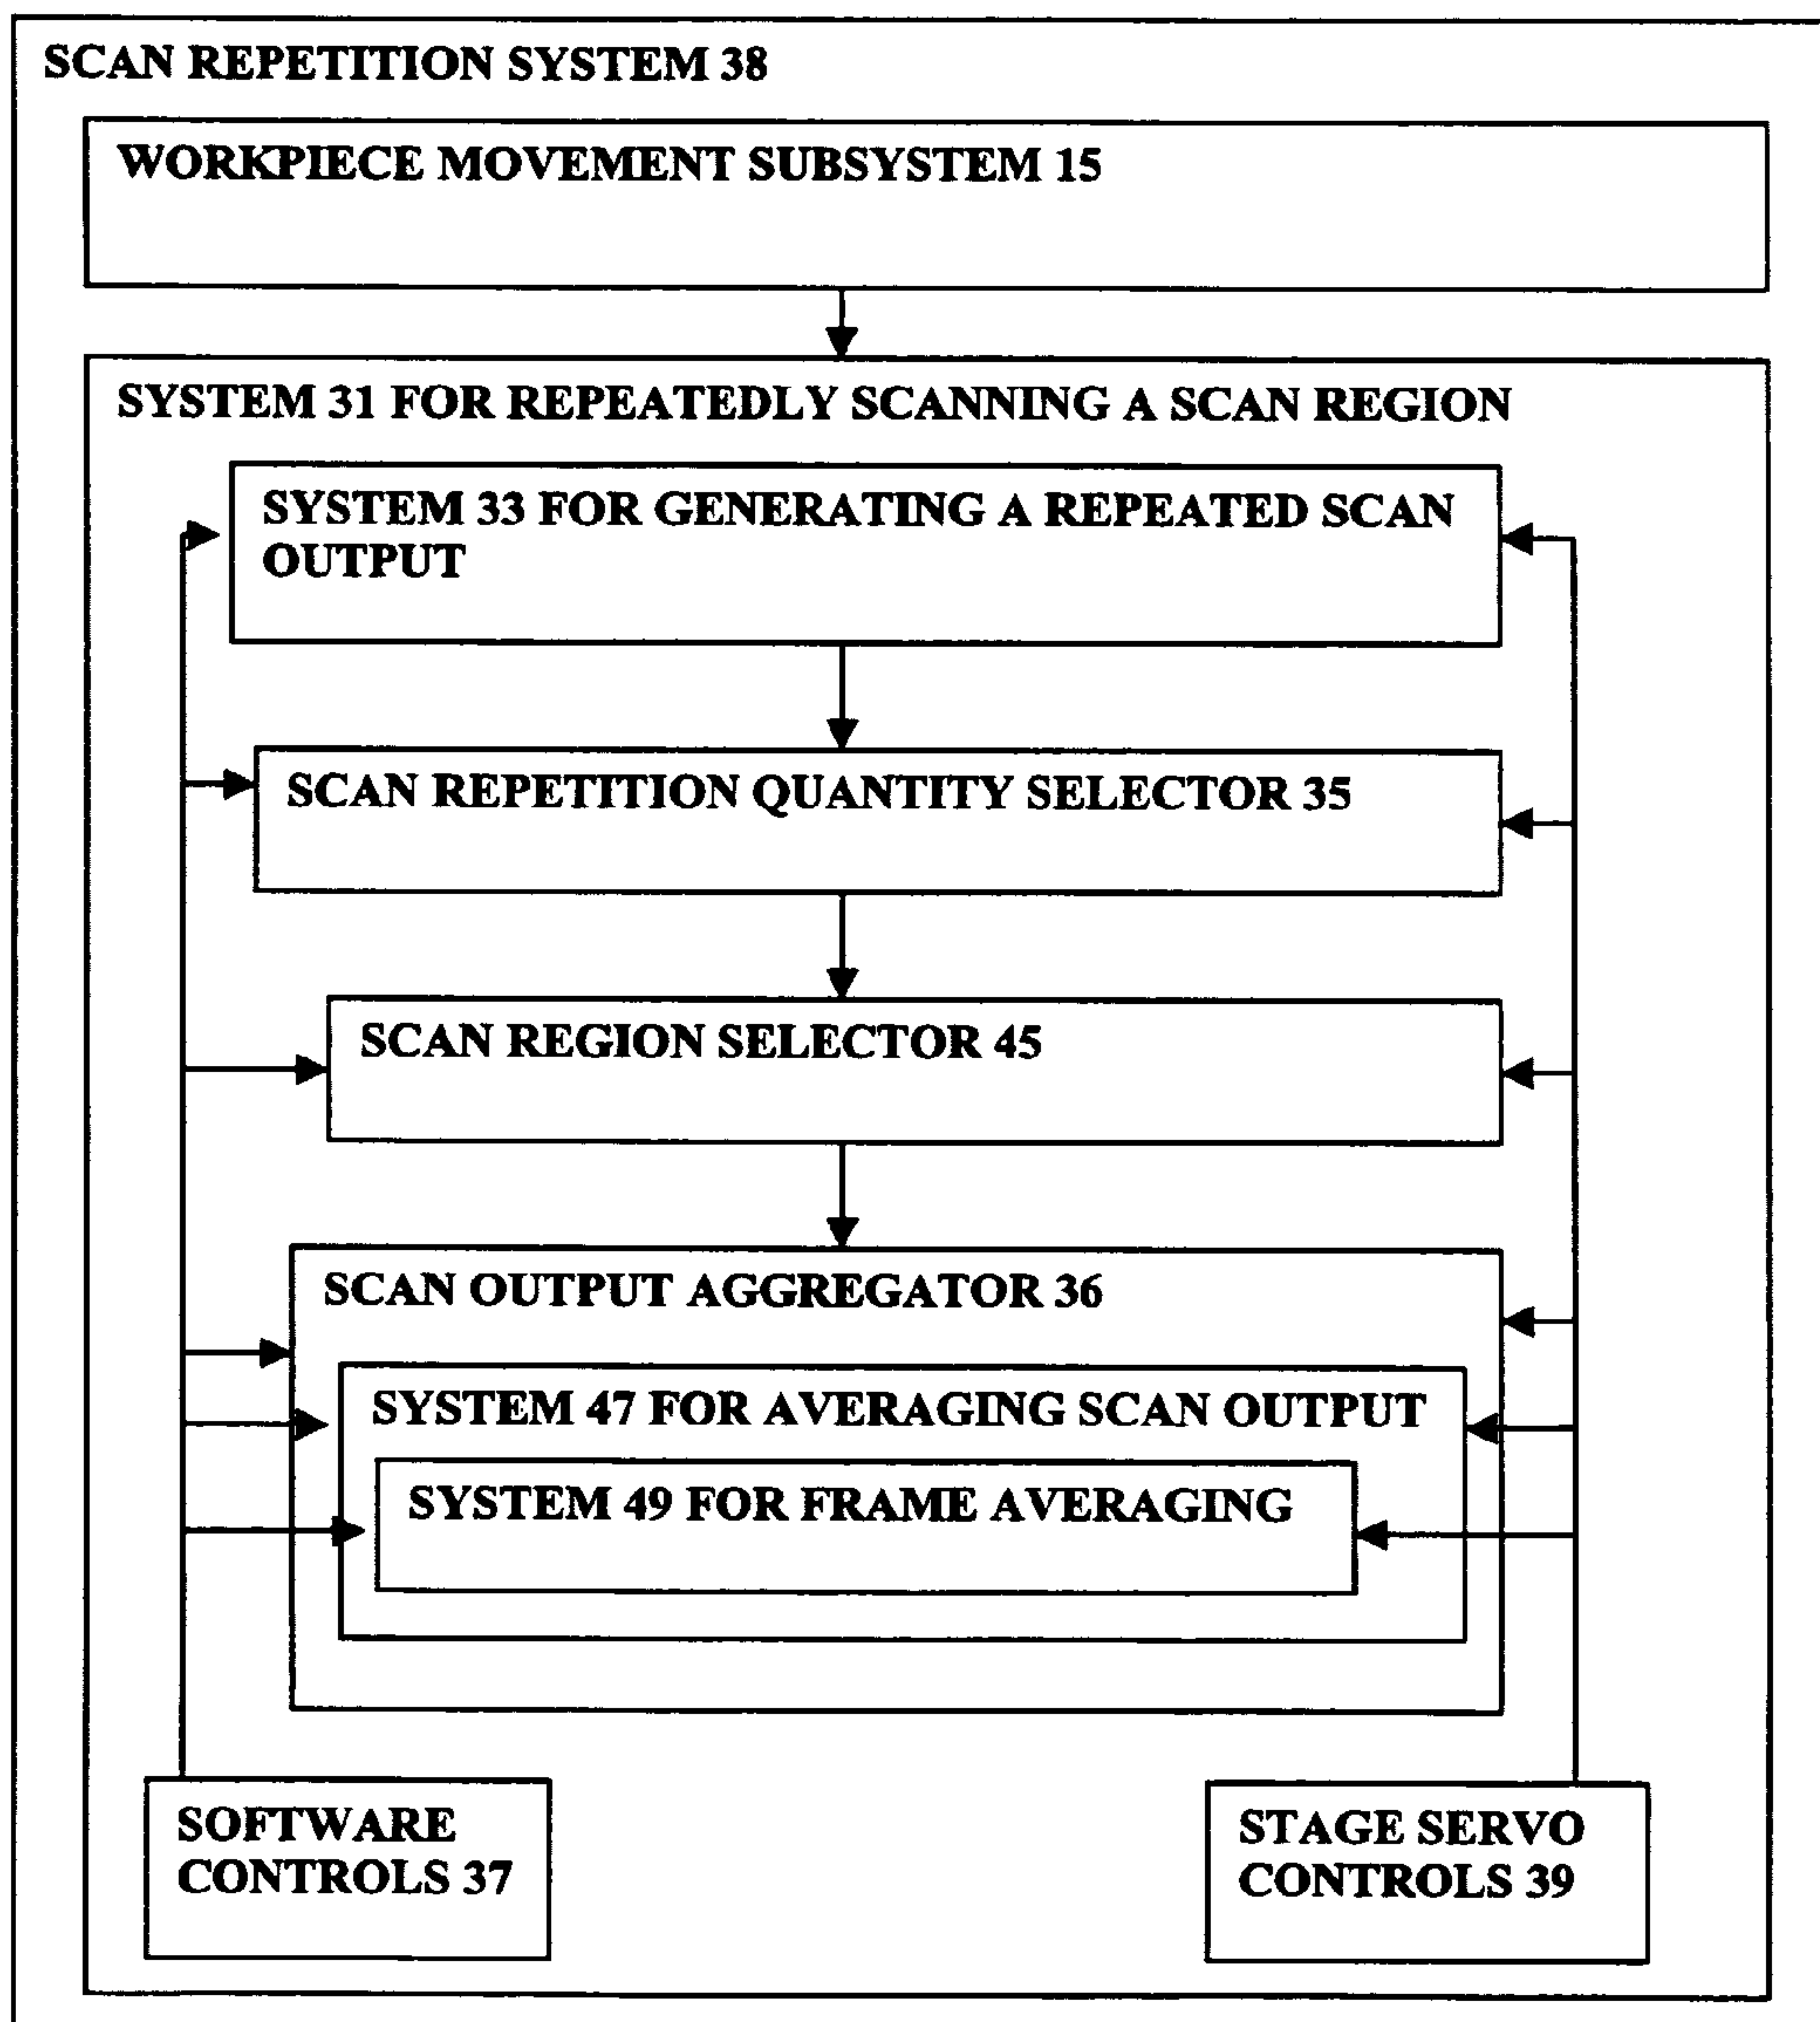 SCAN REPETITION SYSTEM 38
WORKPIECE MOVEMENT SUBSYSTEM 15
SYSTEM 31 FOR REPEATEDLY SCANNING A SCAN REGION
SYSTEM 33 FOR GENERATING A REPEATED SCAN
OUTPUT
SCAN REPETITION QUANTITY SELECTOR 35
SCAN REGION SELECTOR 45
SCAN OUTPUT AGGREGATOR 36
SYSTEM 47 FOR AVERAGING SCAN OUTPUT
SYSTEM 49 FOR FRAME AVERAGING
SOFTWARE
CONTROLS 37
STAGE SERVO
CONTROLS 39